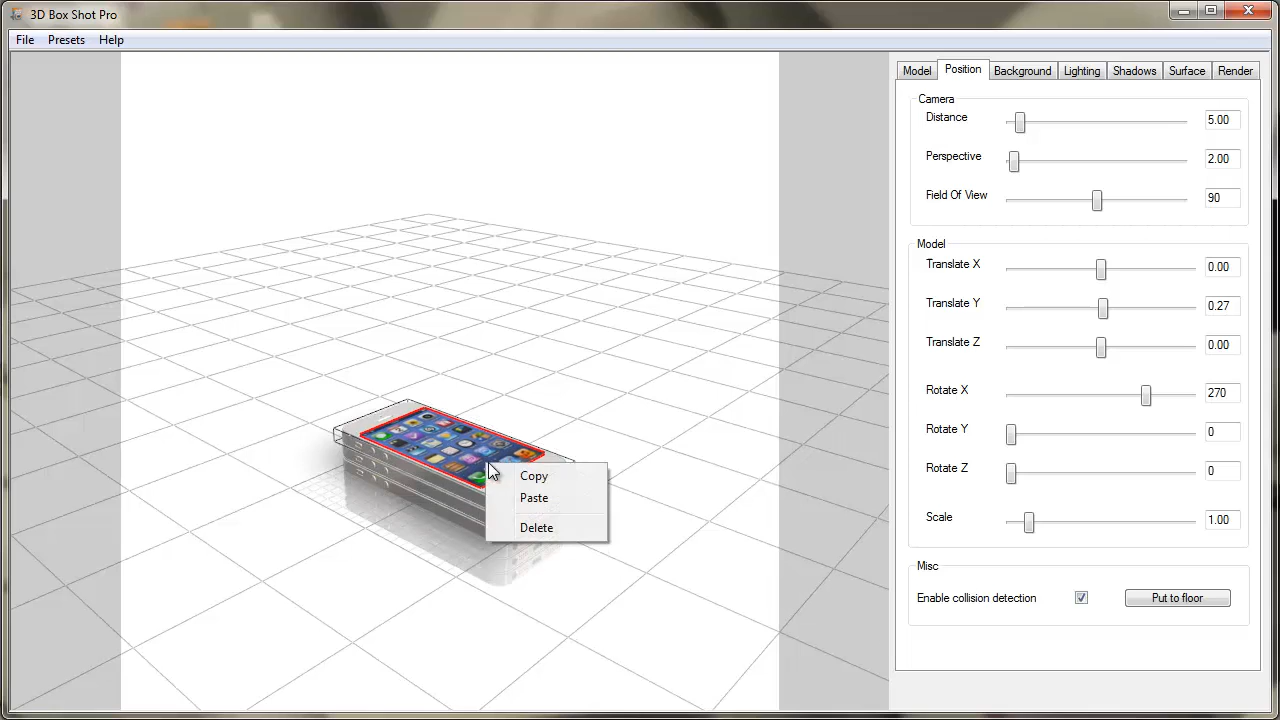 3D Box Shot Pro
File Presets Help
Model Position Background Lighting Shadows Surface Render
Camera
Distance 5.00
Perspective 2.00
Field Of View 90
Model
Translate X 0.00
Translate Y 0.27
Translate Z 0.00
Rotate X 270
Rotate Y 0
Rotate Z 0
Scale 1.00
Misc
Enable collision detection Put to floor
Copy
Paste
Delete